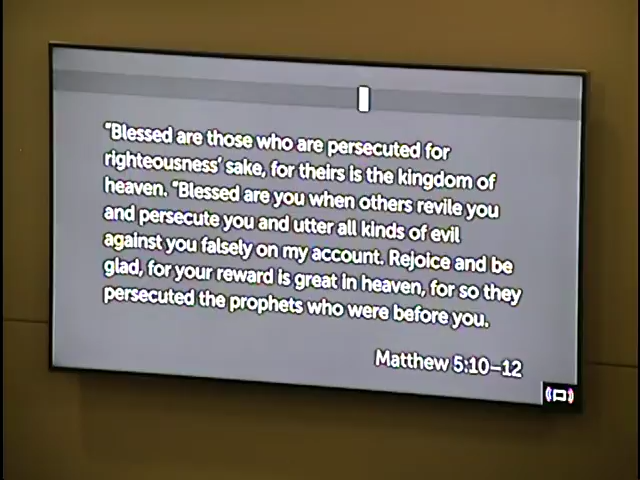 "Blessed are those who are persecuted for
righteousness' sake, for theirs is the kingdom of
heaven. "Blessed are you when others revile you
and persecute you and utter all kinds of evil
against you falsely on my account. Rejoice and be
glad, for your reward is great in heaven, for so they
persecuted the prophets who were before you.
Matthew 5:10–12